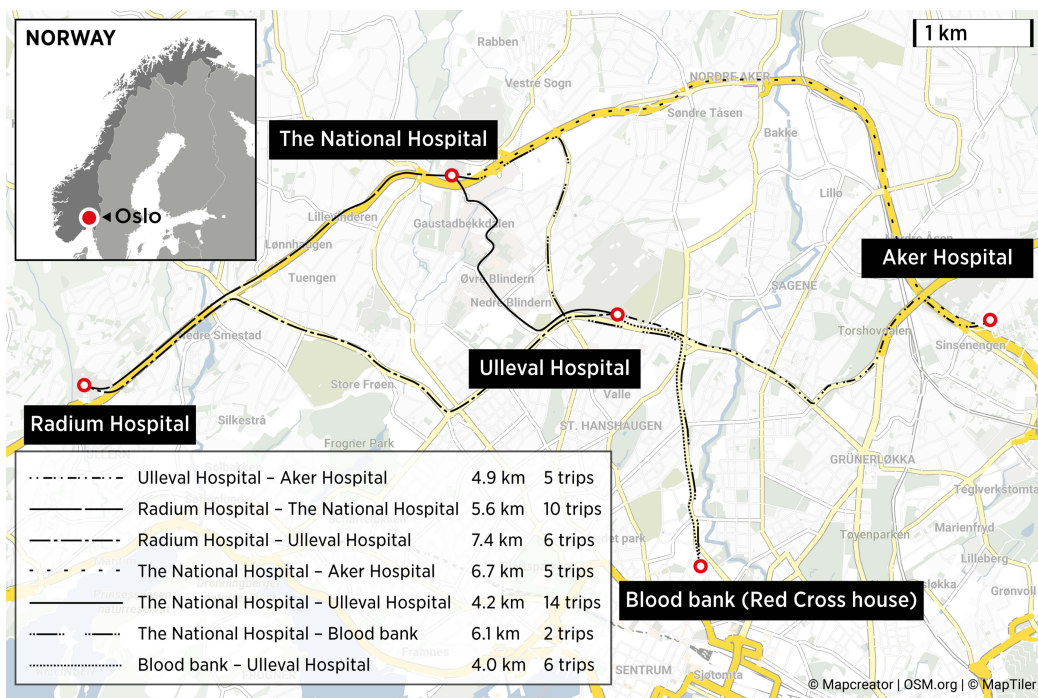 NORWAY
Oslo
1 km
Rabben
Vestre Sogn
NORDRE AKER
Søndre Tåsen
Bakke
The National Hospital
Lillo
Gaustadbekkdalen
Lønnhaugen
Tuengen
Øvre Blindern
Nedre Blindern
SAGENE
Aker Hospital
Torshovdalen
Sinsenengen
Nedre Smestad
Ulleval Hospital
Store Frøen
Valle
Radium Hospital
Silkestrå
ST. HANSHAUGEN
Frogner Park
GRÜNERLØKKA
Ulleval Hospital – Aker Hospital 4.9 km 5 trips
Radium Hospital – The National Hospital 5.6 km 10 trips
Radium Hospital – Ulleval Hospital 7.4 km 6 trips
The National Hospital – Aker Hospital 6.7 km 5 trips
The National Hospital – Ulleval Hospital 4.2 km 14 trips
The National Hospital – Blood bank 6.1 km 2 trips
Blood bank – Ulleval Hospital 4.0 km 6 trips
Teglverkstomta
Marienfryd
Tøyenparken
Lilleberg
Grønvoll
Blood bank (Red Cross house)
SENTRUM
Sjøtomta
© Mapcreator | OSM.org | © MapTiler